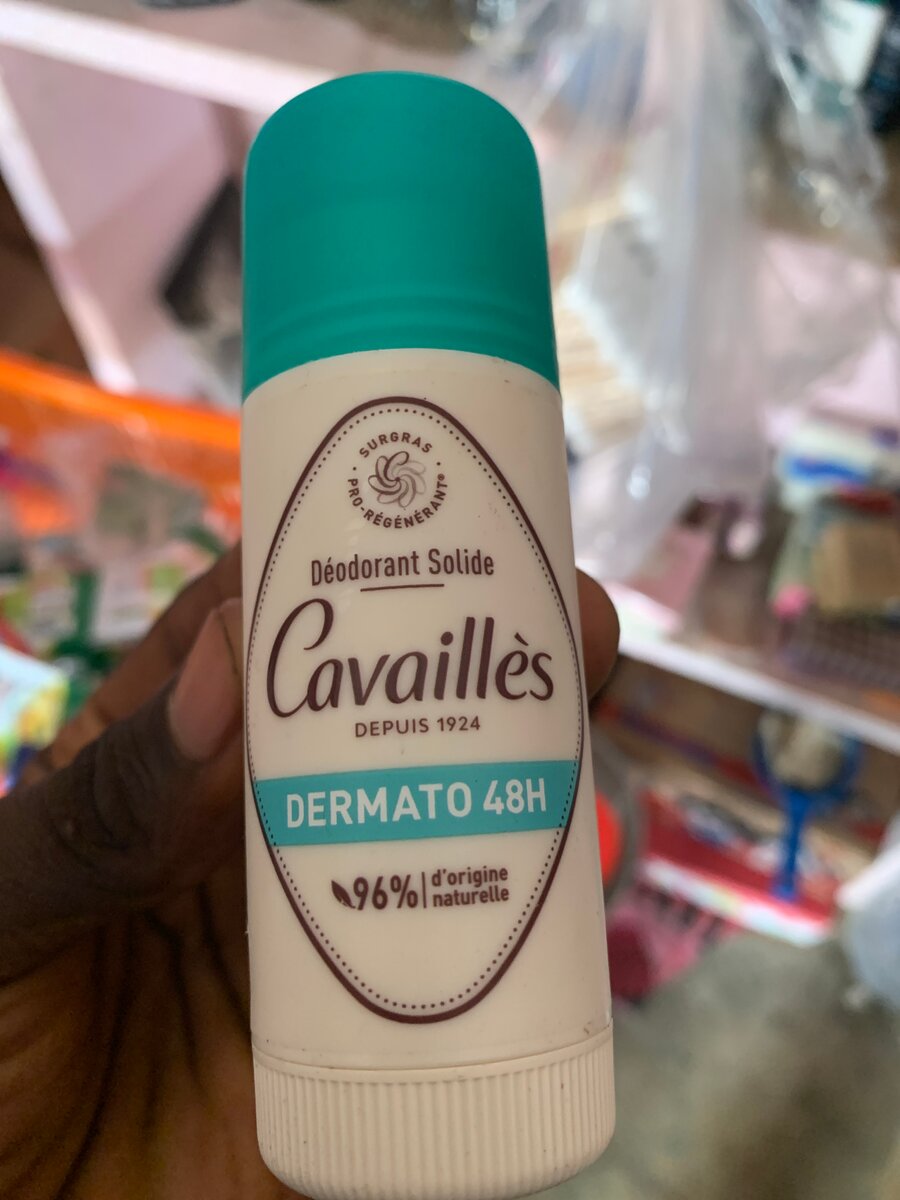 · SURGRAS ·
PRO-RÉGÉNÉRANT®
Déodorant Solide
Cavaillès
DEPUIS 1924
DERMATO 48H
96% d'origine
naturelle